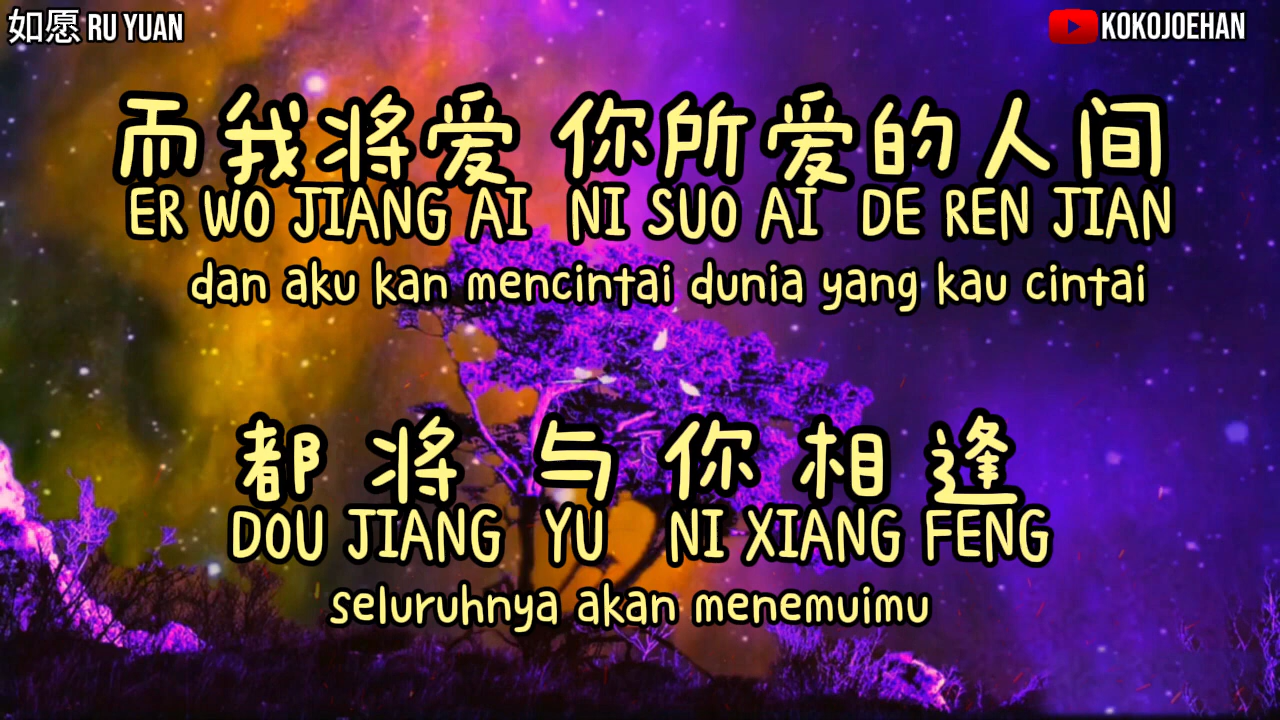 如愿 RU YUAN
KOKOJOEHAN
而我将爱 你所爱的人间
ER WO JIANG AI NI SUO AI DE REN JIAN
dan aku kan mencintai dunia yang kau cintai
都 将 与 你 相 逢
DOU JIANG YU NI XIANG FENG
seluruhnya akan menemuimu